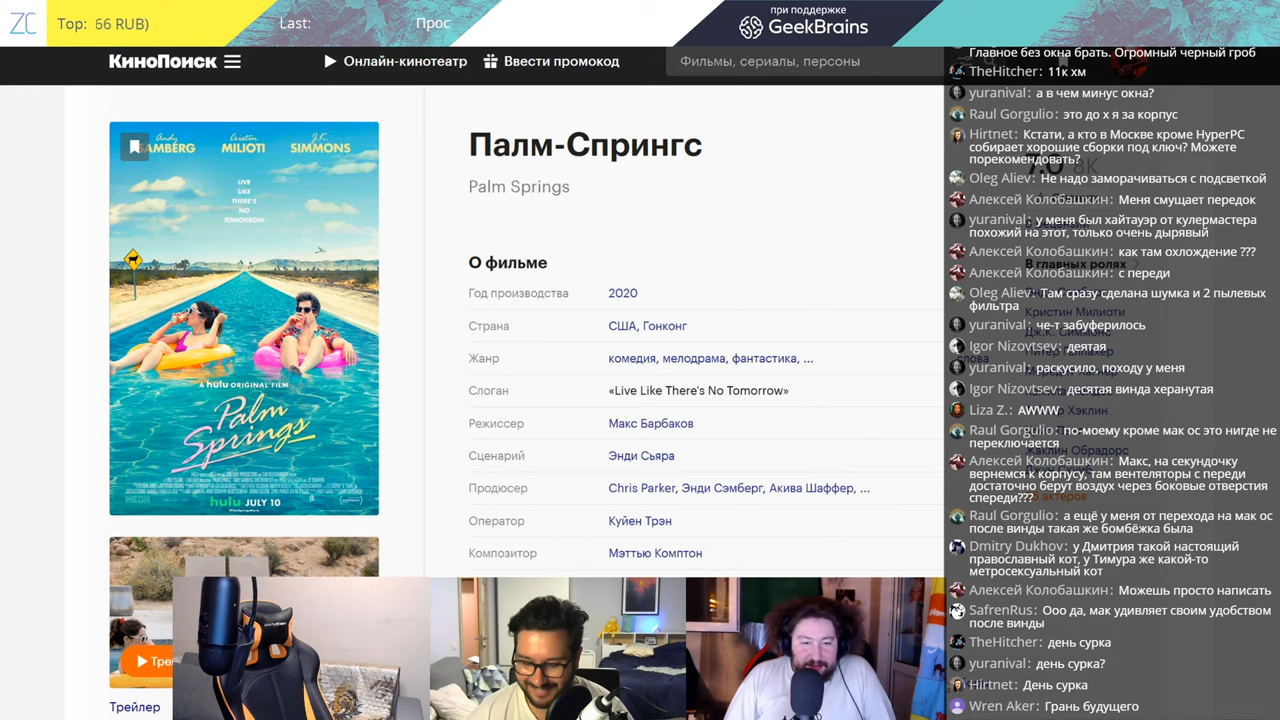 ZC
Top: 66 RUB)
Last:
Прос
при поддержке
GeekBrains
КиноПоиск
Онлайн-кинотеатр
Ввести промокод
Фильмы, сериалы, персоны
Andy
SAMBERG
Cristin
MILIOTI
J.K.
SIMMONS
LIVE
LIKE
THERE'S
NO
TOMORROW
A hulu ORIGINAL FILM
Palm
Springs
hulu JULY 10
Трейлер
Палм-Спрингс
Palm Springs
О фильме
Год производства 2020
Страна США, Гонконг
Жанр комедия, мелодрама, фантастика, ...
Слоган «Live Like There's No Tomorrow»
Режиссер Макс Барбаков
Сценарий Энди Сьяра
Продюсер Chris Parker, Энди Сэмберг, Акива Шаффер, ...
Оператор Куйен Трэн
Композитор Мэттью Комптон
Главное без окна брать. Огромный черный гроб
TheHitcher: 11к хм
yuranival: а в чем минус окна?
Raul Gorgulio: это до х я за корпус
Hirtnet: Кстати, а кто в Москве кроме HyperPC
собирает хорошие сборки под ключ? Можете
порекомендовать?
Oleg Aliev: Не надо заморачиваться с подсветкой
Алексей Колобашкин: Меня смущает передок
yuranival: у меня был хайтауэр от кулермастера
похожий на этот, только очень дырявый
Алексей Колобашкин: как там охлождение ???
Алексей Колобашкин: с переди
Oleg Aliev: Там сразу сделана шумка и 2 пылевых
фильтра
yuranival: че-т забуферилось
Igor Nizovtsev: деятая
yuranival: раскусило, походу у меня
Igor Nizovtsev: десятая винда херанутая
Liza Z.: AWWW
Raul Gorgulio: по-моему кроме мак ос это нигде не
переключается
Алексей Колобашкин: Макс, на секундочку
вернемся к корпусу, там вентеляторы с переди
достаточно берут воздух через боковые отверстия
спереди???
Raul Gorgulio: а ещё у меня от перехода на мак ос
после винды такая же бомбёжка была
Dmitry Dukhov: у Дмитрия такой настоящий
православный кот, у Тимура же какой-то
метросексуальный кот
Алексей Колобашкин: Можешь просто написать
SafrenRus: Ооо да, мак удивляет своим удобством
после винды
TheHitcher: день сурка
yuranival: день сурка?
Hirtnet: День сурка
Wren Aker: Грань будущего